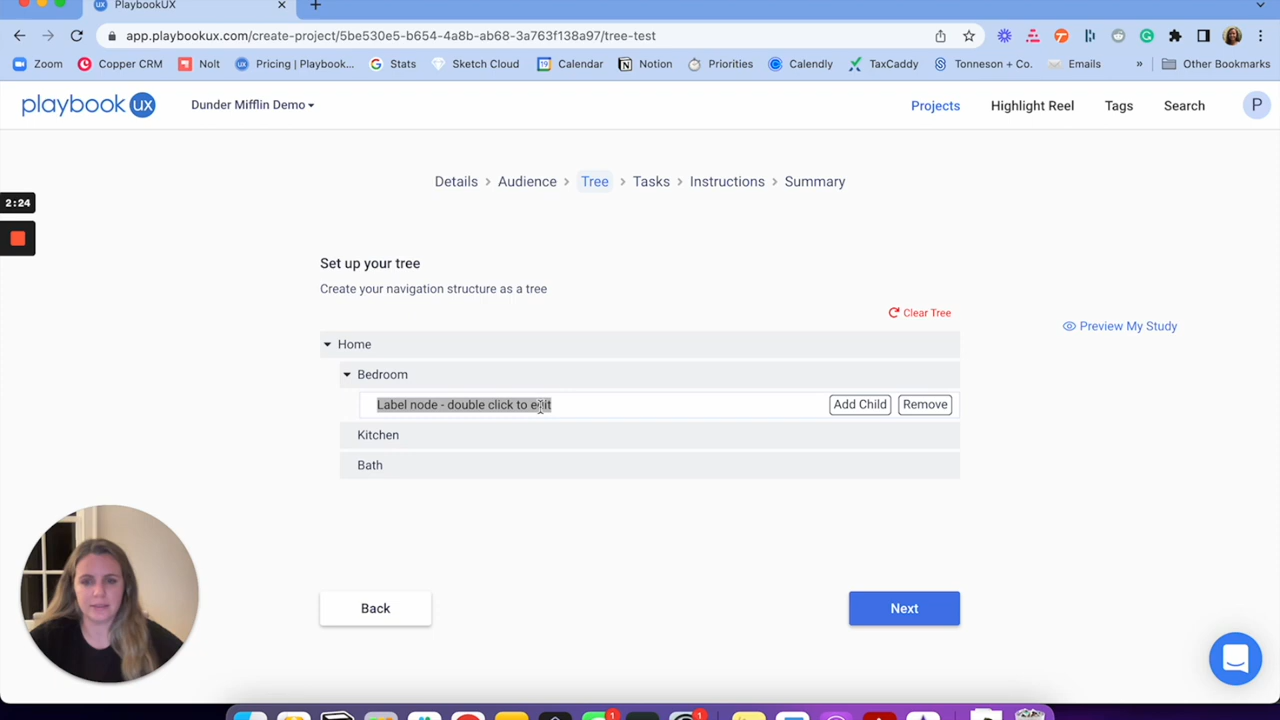 PlaybookUX
app.playbookux.com/create-project/5be530e5-b654-4a8b-ab68-3a763f138a97/tree-test
Zoom Copper CRM Nolt Pricing | Playbook... Stats Sketch Cloud Calendar Notion Priorities Calendly TaxCaddy Tonneson + Co. Emails » Other Bookmarks
playbook ux Dunder Mifflin Demo Projects Highlight Reel Tags Search P
Details > Audience > Tree > Tasks > Instructions > Summary
2:24
Set up your tree
Create your navigation structure as a tree
Clear Tree
Preview My Study
Home
Bedroom
Label node - double click to edit Add Child Remove
Kitchen
Bath
Back Next
1 1